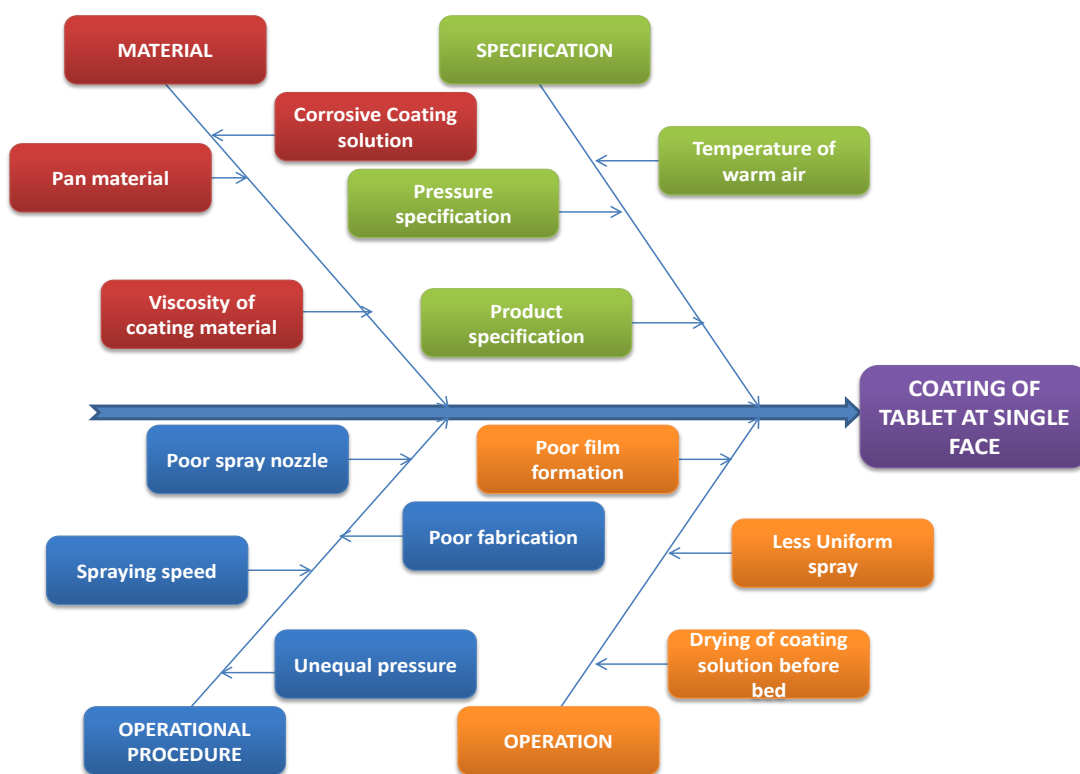 MATERIAL
SPECIFICATION
Corrosive Coating
solution
Temperature of
warm air
Pan material
Pressure
specification
Viscosity of
coating material
Product
specification
COATING OF
TABLET AT SINGLE
FACE
Poor spray nozzle
Poor film
formation
Poor fabrication
Less Uniform
spray
Spraying speed
Unequal pressure
Drying of coating
solution before
bed
OPERATIONAL
PROCEDURE
OPERATION